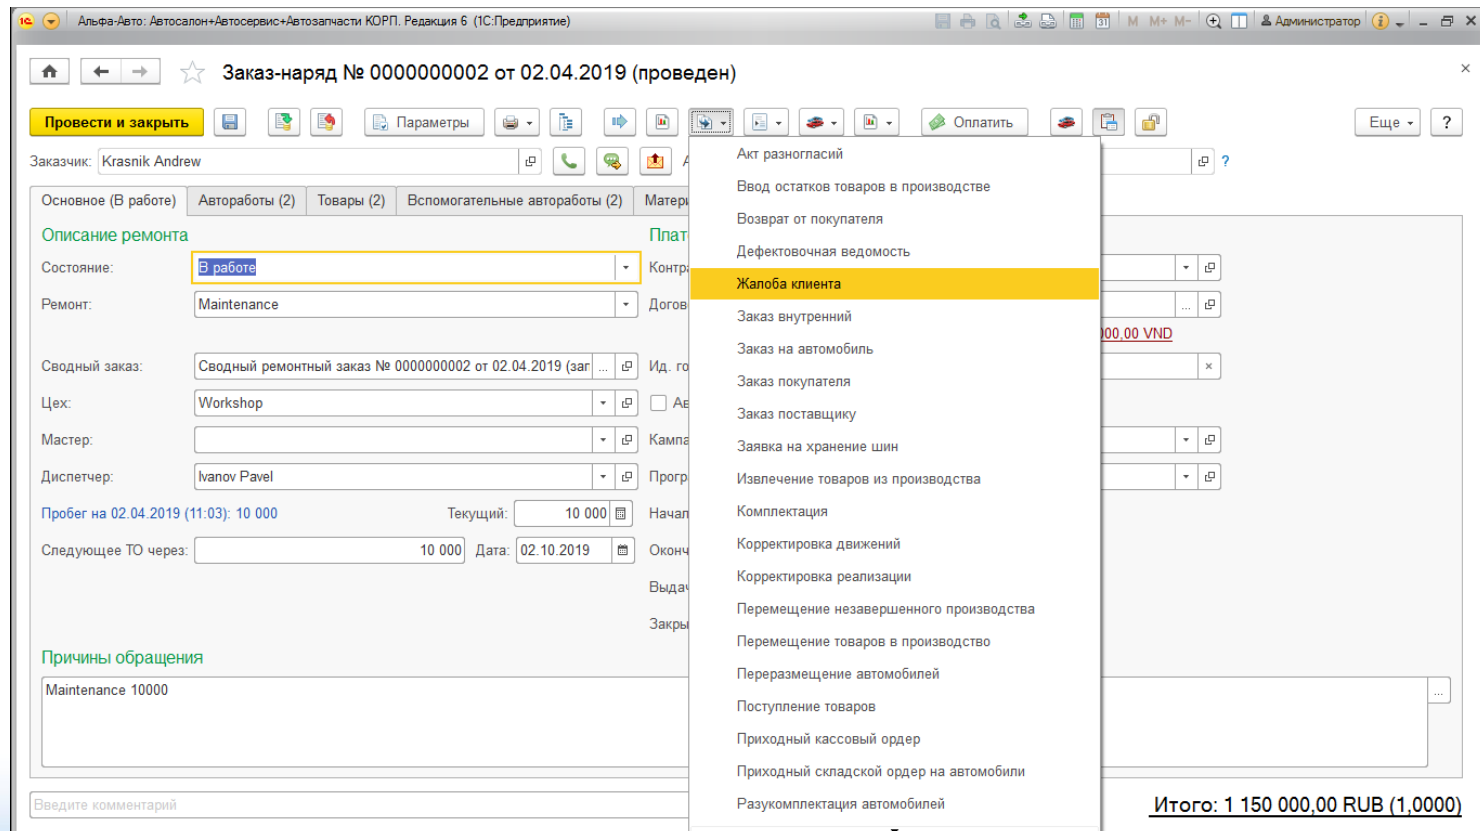 Альфа-Авто: Автосалон+Автосервис+Автозапчасти КОРП. Редакция 6 (1С:Предприятие)
M M+ M- Администратор
Заказ-наряд № 0000000002 от 02.04.2019 (проведен)
Провести и закрыть Параметры Оплатить Еще ?
Заказчик: Krasnik Andrew ?
Основное (В работе) Автоработы (2) Товары (2) Вспомогательные автоработы (2)
Описание ремонта
Состояние: В работе
Ремонт: Maintenance
000,00 VND
Сводный заказ: Сводный ремонтный заказ № 0000000002 от 02.04.2019 (заг ... Ид. го
Цех: Workshop
Мастер:
Диспетчер: Ivanov Pavel
Пробег на 02.04.2019 (11:03): 10 000 Текущий: 10 000
Следующее ТО через: 10 000 Дата: 02.10.2019
Причины обращения
Maintenance 10000
Введите комментарий
Акт разногласий
Ввод остатков товаров в производстве
Возврат от покупателя
Дефектовочная ведомость
Жалоба клиента
Заказ внутренний
Заказ на автомобиль
Заказ покупателя
Заказ поставщику
Заявка на хранение шин
Извлечение товаров из производства
Комплектация
Корректировка движений
Корректировка реализации
Перемещение незавершенного производства
Перемещение товаров в производство
Переразмещение автомобилей
Поступление товаров
Приходный кассовый ордер
Приходный складской ордер на автомобили
Разукомплектация автомобилей
Итого: 1 150 000,00 RUB (1,0000)